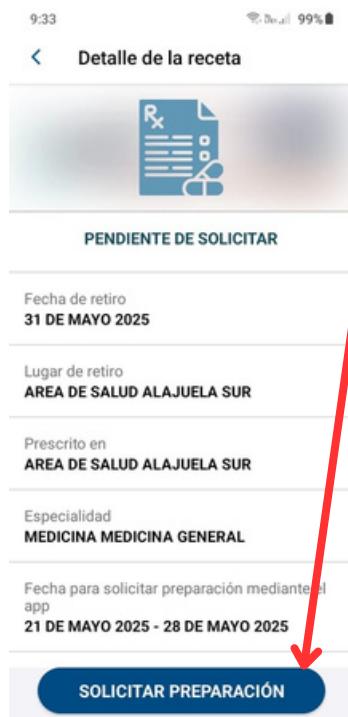 9:33
99%
Detalle de la receta
Rx
PENDIENTE DE SOLICITAR
Fecha de retiro
31 DE MAYO 2025
Lugar de retiro
AREA DE SALUD ALAJUELA SUR
Prescrito en
AREA DE SALUD ALAJUELA SUR
Especialidad
MEDICINA MEDICINA GENERAL
Fecha para solicitar preparación mediante el
app
21 DE MAYO 2025 - 28 DE MAYO 2025
SOLICITAR PREPARACIÓN